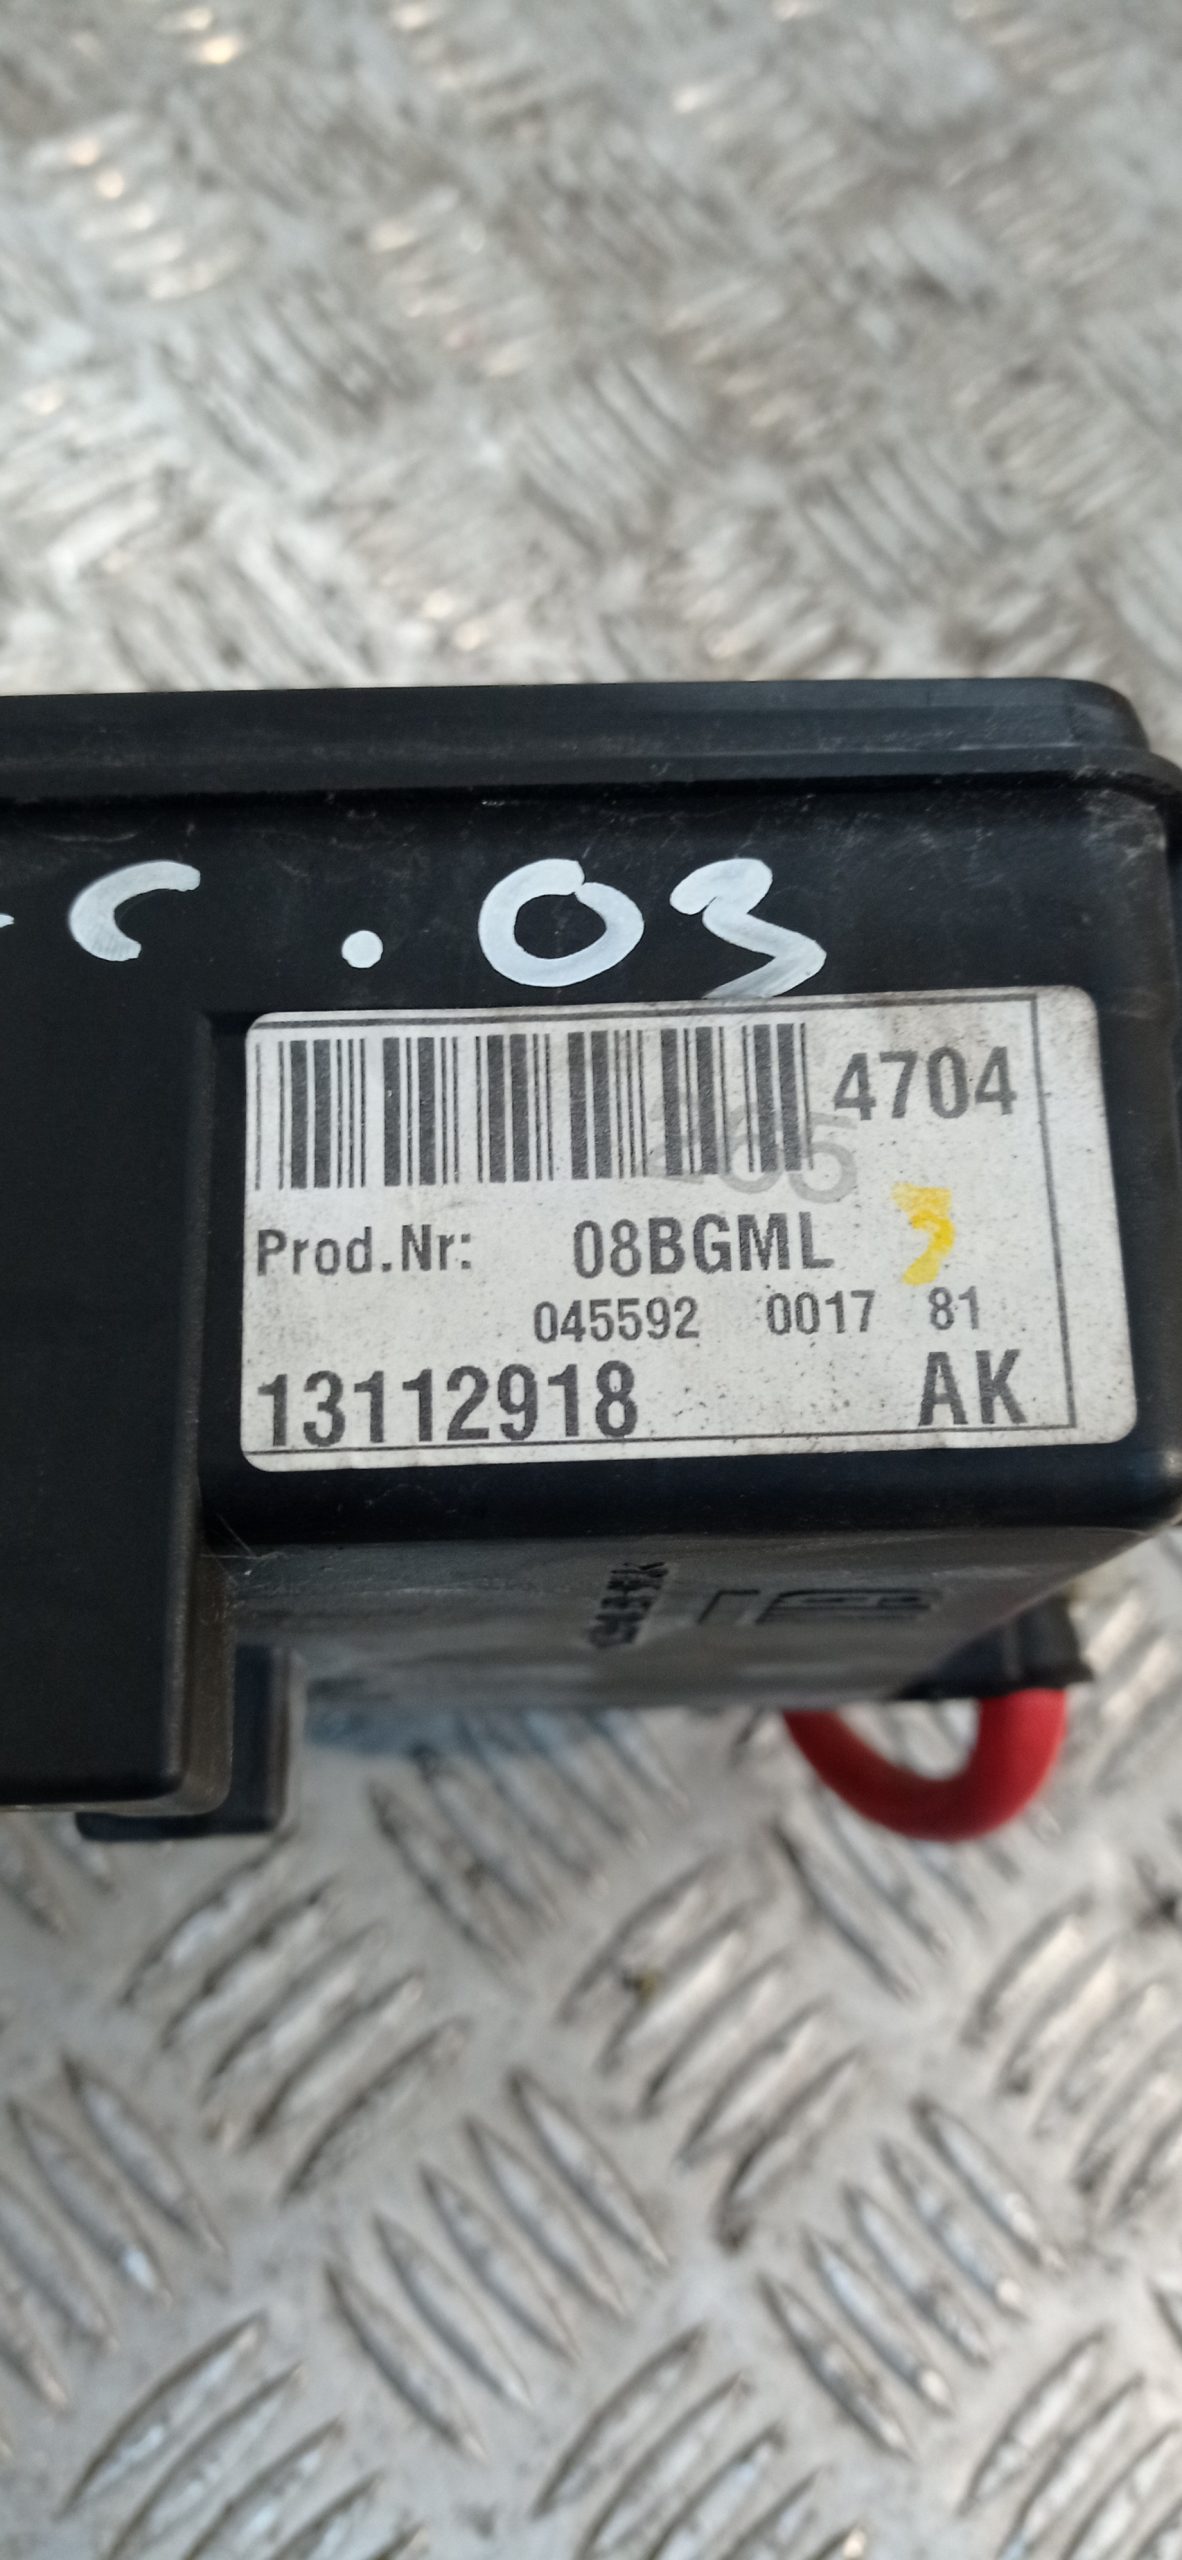 C . 03
4704
Prod.Nr: 08BGML
045592 0017 81
13112918 AK